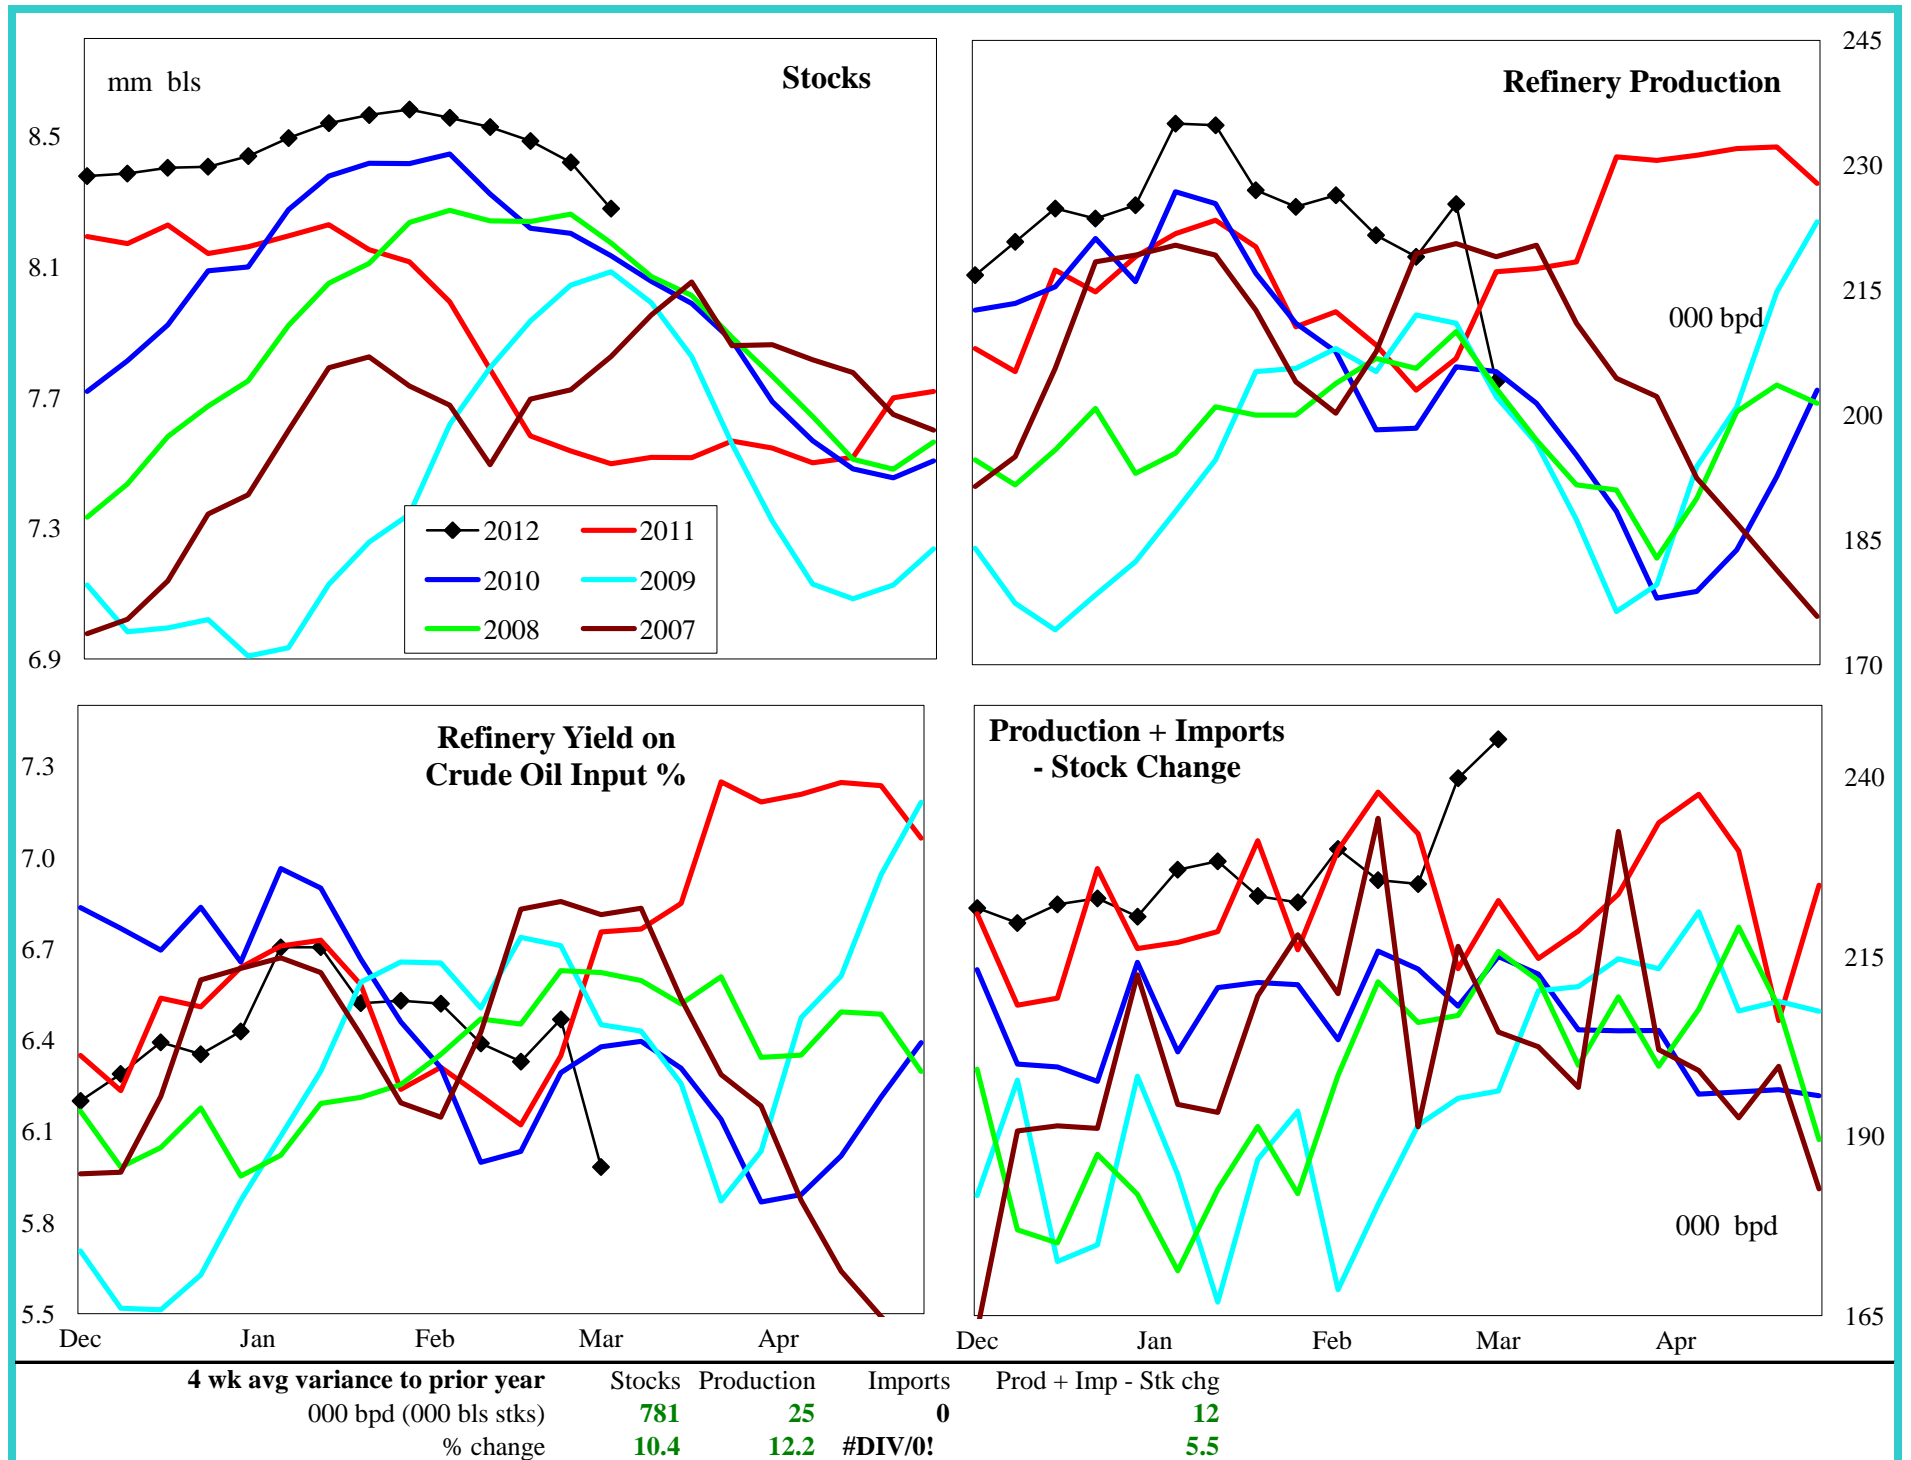 Stocks
mm bls
8.5
8.1
7.7
7.3
6.9
2012 2011
2010 2009
2008 2007
Refinery Production
000 bpd
245
230
215
200
185
170
Refinery Yield on
Crude Oil Input %
7.3
7.0
6.7
6.4
6.1
5.8
5.5
Dec Jan Feb Mar Apr
Production + Imports
- Stock Change
240
215
190
165
000 bpd
Dec Jan Feb Mar Apr
4 wk avg variance to prior year Stocks Production Imports Prod + Imp - Stk chg
000 bpd (000 bls stks) 781 25 0 12
% change 10.4 12.2 #DIV/0! 5.5